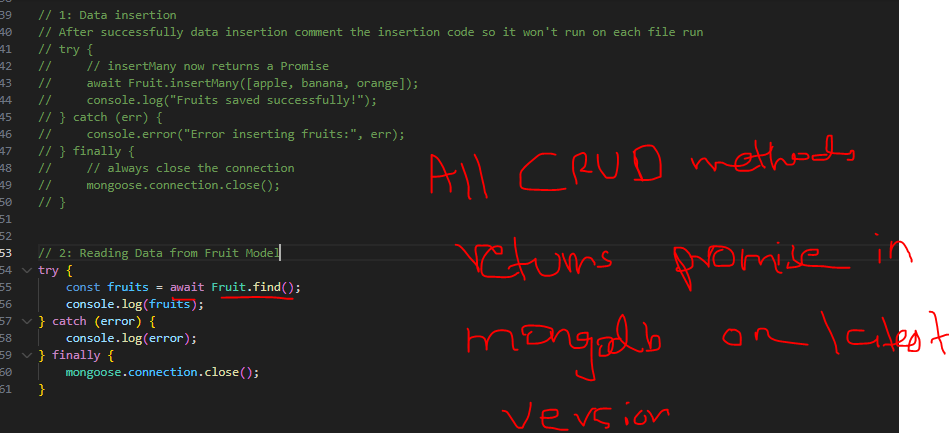 39 // 1: Data insertion
40 // After successfully data insertion comment the insertion code so it won't run on each file run
41 // try {
42 //     // insertMany now returns a Promise
43 //     await Fruit.insertMany([apple, banana, orange]);
44 //     console.log("Fruits saved successfully!");
45 // } catch (err) {
46 //     console.error("Error inserting fruits:", err);
47 // } finally {
48 //     // always close the connection
49 //     mongoose.connection.close();
50 // }
51
52
53 // 2: Reading Data from Fruit Model
54 try {
55     const fruits = await Fruit.find();
56     console.log(fruits);
57 } catch (error) {
58     console.log(error);
59 } finally {
60     mongoose.connection.close();
61 }
All CRUD methods
returns promise in
mongodb on latest
version